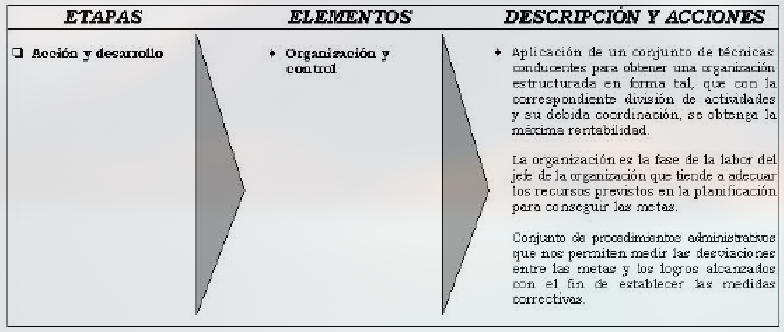 ETAPAS
ELEMENTOS
DESCRIPCIÓN Y ACCIONES
❑ Acción y desarrollo
♦ Organización y
control
♦ Aplicación de un conjunto de técnicas
conducentes para obtener una organización
estructurada en forma tal, que con la
correspondiente división de actividades
y su debida coordinación, se obtenga la
máxima rentabilidad.
La organización es la fase de la labor del
jefe de la organización que tiende a adecuar
los recursos previstos en la planificación
para conseguir las metas.
Conjunto de procedimientos administrativos
que nos permiten medir las desviaciones
entre las metas y los logros alcanzados
con el fin de establecer las medidas
correctivas.